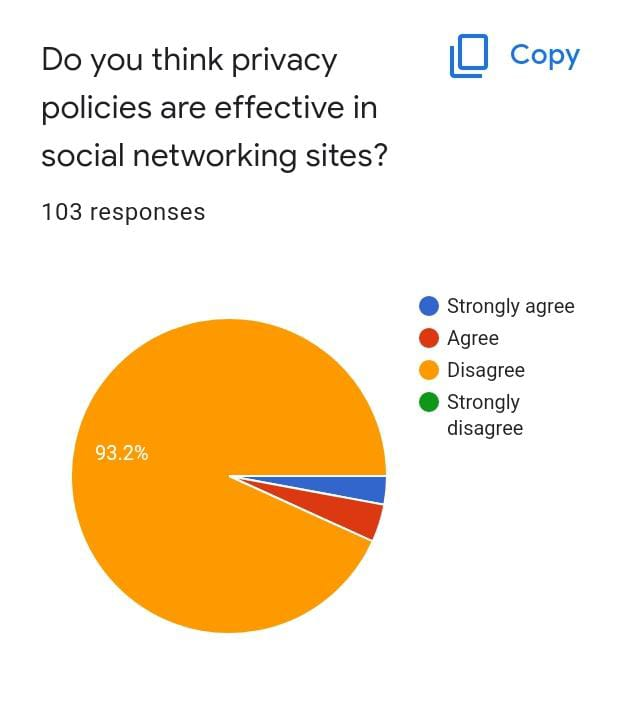 Do you think privacy
policies are effective in
social networking sites?
Copy
103 responses
Strongly agree
Agree
Disagree
Strongly
disagree
93.2%